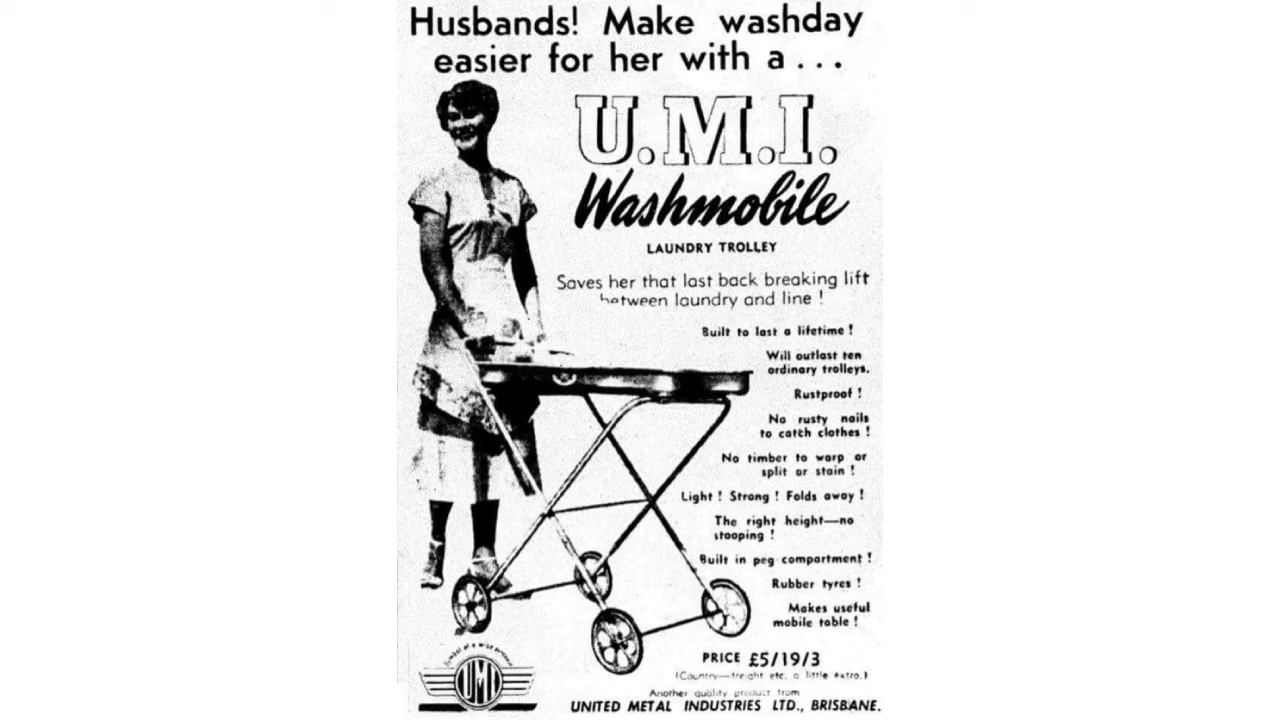 Husbands! Make washday
easier for her with a ...
U.M.I.
Washmobile
LAUNDRY TROLLEY
Saves her that last back breaking lift
between laundry and line !
Built to last a lifetime !
Will outlast ten
ordinary trolleys.
Rustproof !
No rusty nails
to catch clothes !
No timber to warp or
split or stain !
Light ! Strong ! Folds away !
The right height—no
stooping !
Built in peg compartment !
Rubber tyres !
Makes useful
mobile table !
PRICE £5/19/3
(Country—freight etc. a little extra.)
Symbol of a wise purchase
UMI
Another quality product from
UNITED METAL INDUSTRIES LTD., BRISBANE.